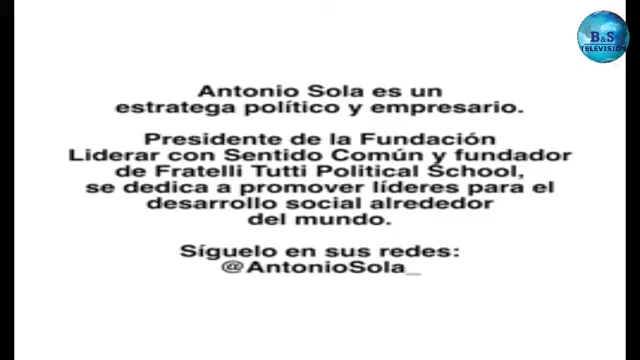 B&S
TELEVISIÓN
Antonio Sola es un
estratega político y empresario.
Presidente de la Fundación
Liderar con Sentido Común y fundador
de Fratelli Tutti Political School,
se dedica a promover líderes para el
desarrollo social alrededor
del mundo.
Síguelo en sus redes:
@AntonioSola_